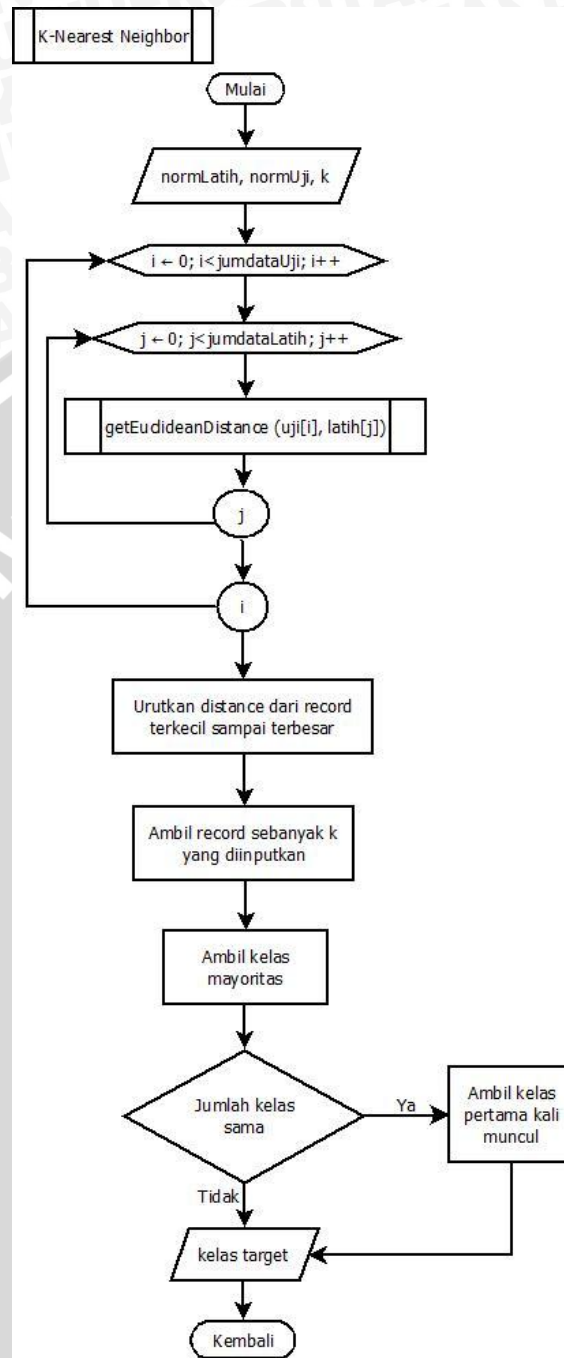 K-Nearest Neighbor
Mulai
normLatih, normUji, k
i ← 0; i<jumdataUji; i++
j ← 0; j<jumdataLatih; j++
getEuclideanDistance (uji[i], latih[j])
j
i
Urutkan distance dari record
terkecil sampai terbesar
Ambil record sebanyak k
yang diinputkan
Ambil kelas
mayoritas
Jumlah kelas
sama
Ya
Ambil kelas
pertama kali
muncul
Tidak
kelas target
Kembali